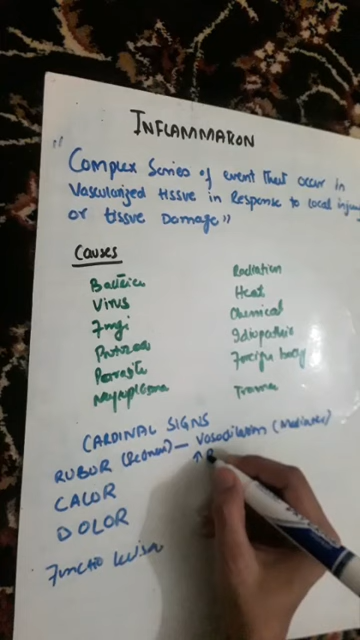 INFLAMMATION
"Complex Series of event that occur in
Vascularized tissue in Response to local injury
or tissue Damage"
Causes
Bacteria
Virus
Fungi
Protozoa
Parasite
Mycoplasma
Radiation
Heat
Chemical
Idiopathic
Foreign body
Trauma
CARDINAL SIGNS
RUBOR (Redness) — Vasodilation (Mediators)
↑ B
CALOR
DOLOR
Functio